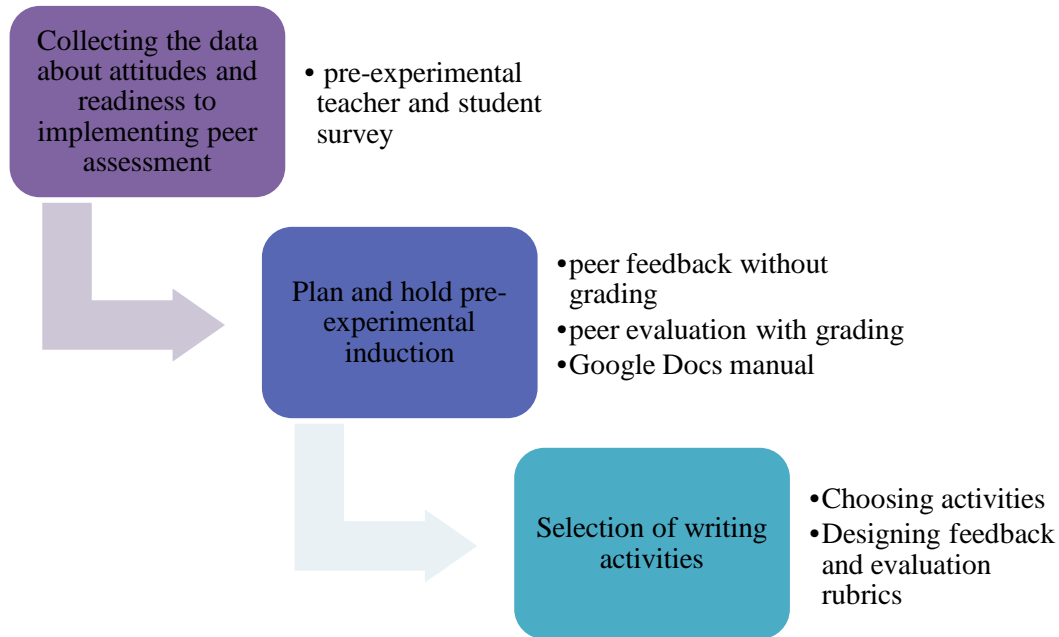 Collecting the data
about attitudes and
readiness to
implementing peer
assessment
• pre-experimental
teacher and student
survey
Plan and hold pre-
experimental
induction
•peer feedback without
grading
•peer evaluation with grading
•Google Docs manual
Selection of writing
activities
•Choosing activities
•Designing feedback
and evaluation
rubrics